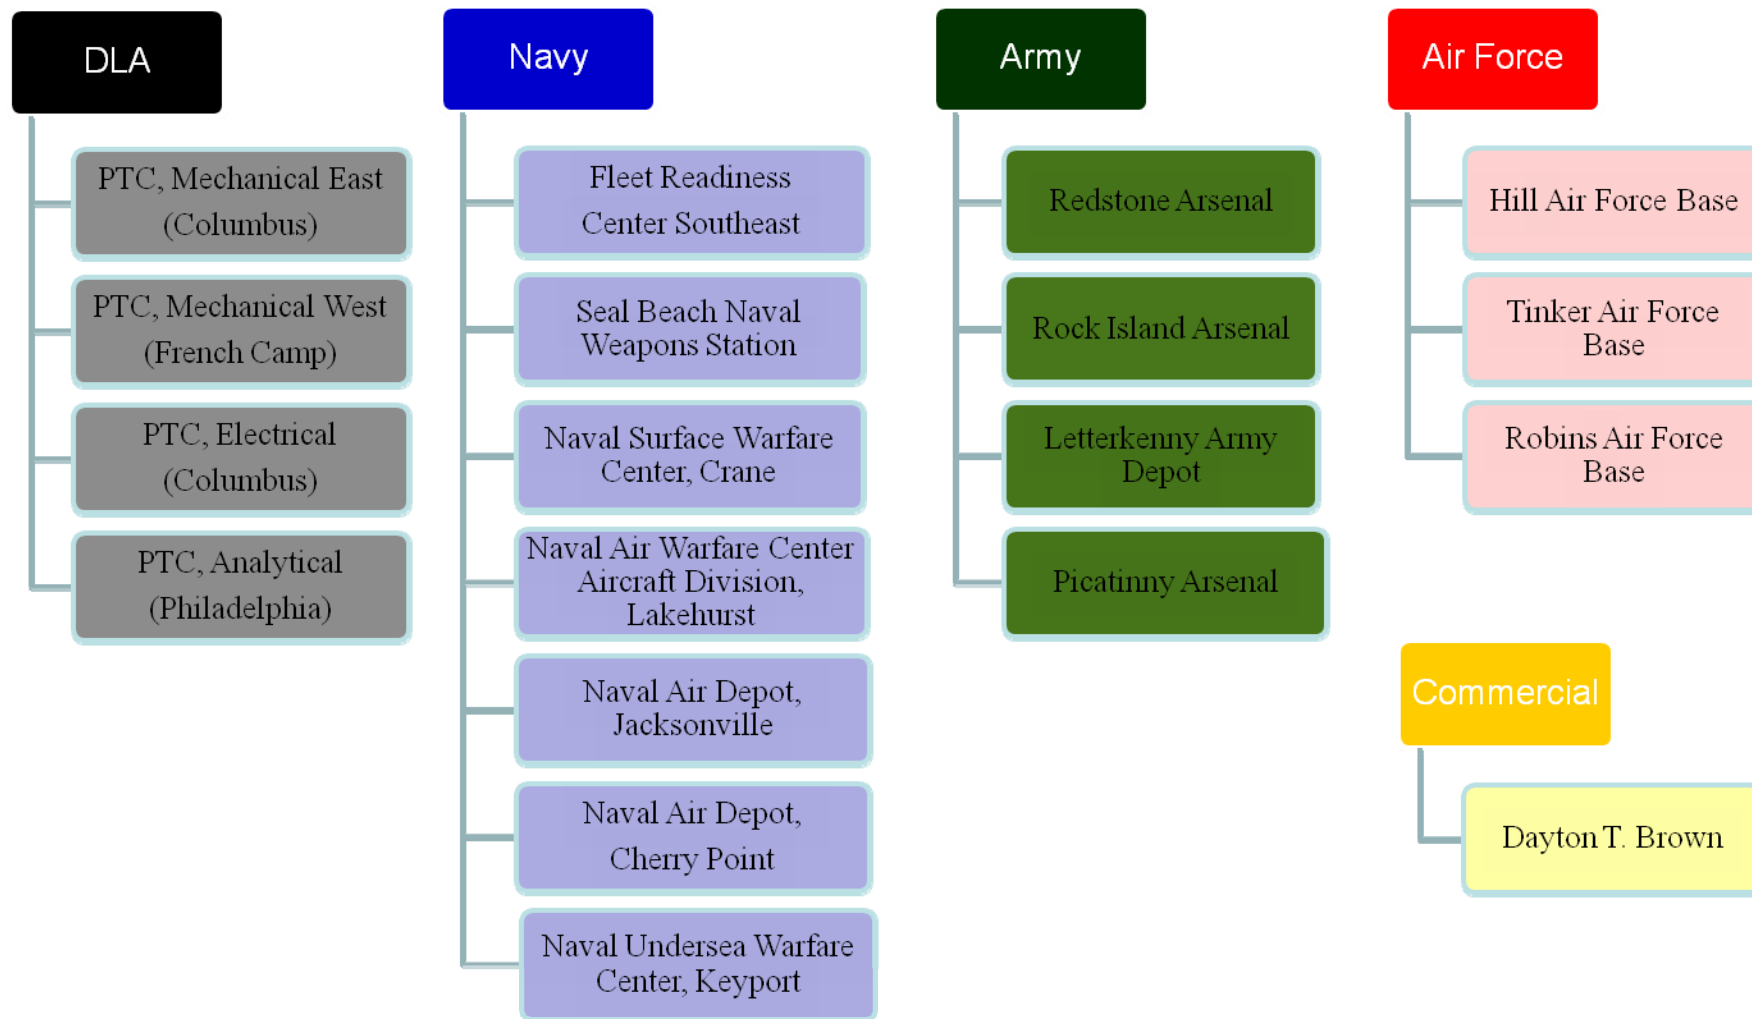 DLA
PTC, Mechanical East
(Columbus)
PTC, Mechanical West
(French Camp)
PTC, Electrical
(Columbus)
PTC, Analytical
(Philadelphia)
Navy
Fleet Readiness
Center Southeast
Seal Beach Naval
Weapons Station
Naval Surface Warfare
Center, Crane
Naval Air Warfare Center
Aircraft Division,
Lakehurst
Naval Air Depot,
Jacksonville
Naval Air Depot,
Cherry Point
Naval Undersea Warfare
Center, Keyport
Army
Redstone Arsenal
Rock Island Arsenal
Letterkenny Army
Depot
Picatinny Arsenal
Air Force
Hill Air Force Base
Tinker Air Force
Base
Robins Air Force
Base
Commercial
Dayton T. Brown